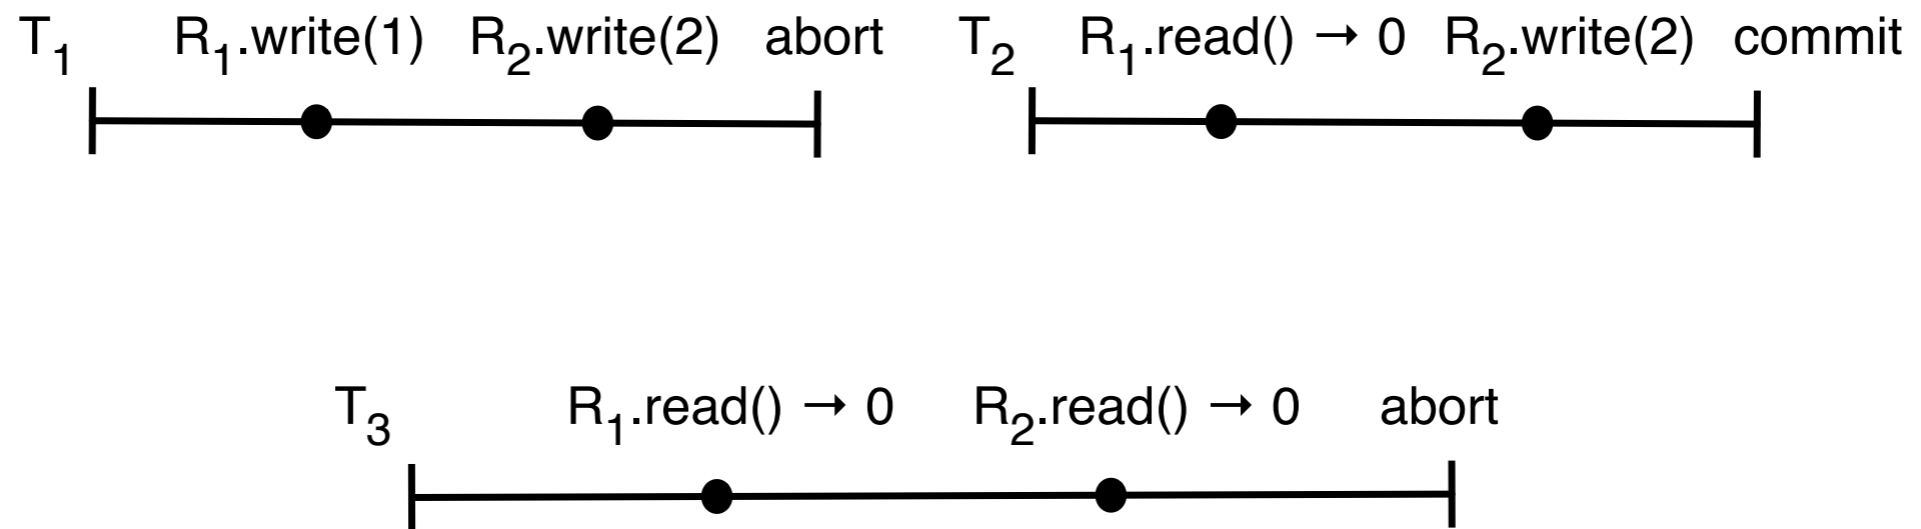 T₁ R₁.write(1) R₂.write(2) abort T₂ R₁.read() → 0 R₂.write(2) commit
T₃ R₁.read() → 0 R₂.read() → 0 abort